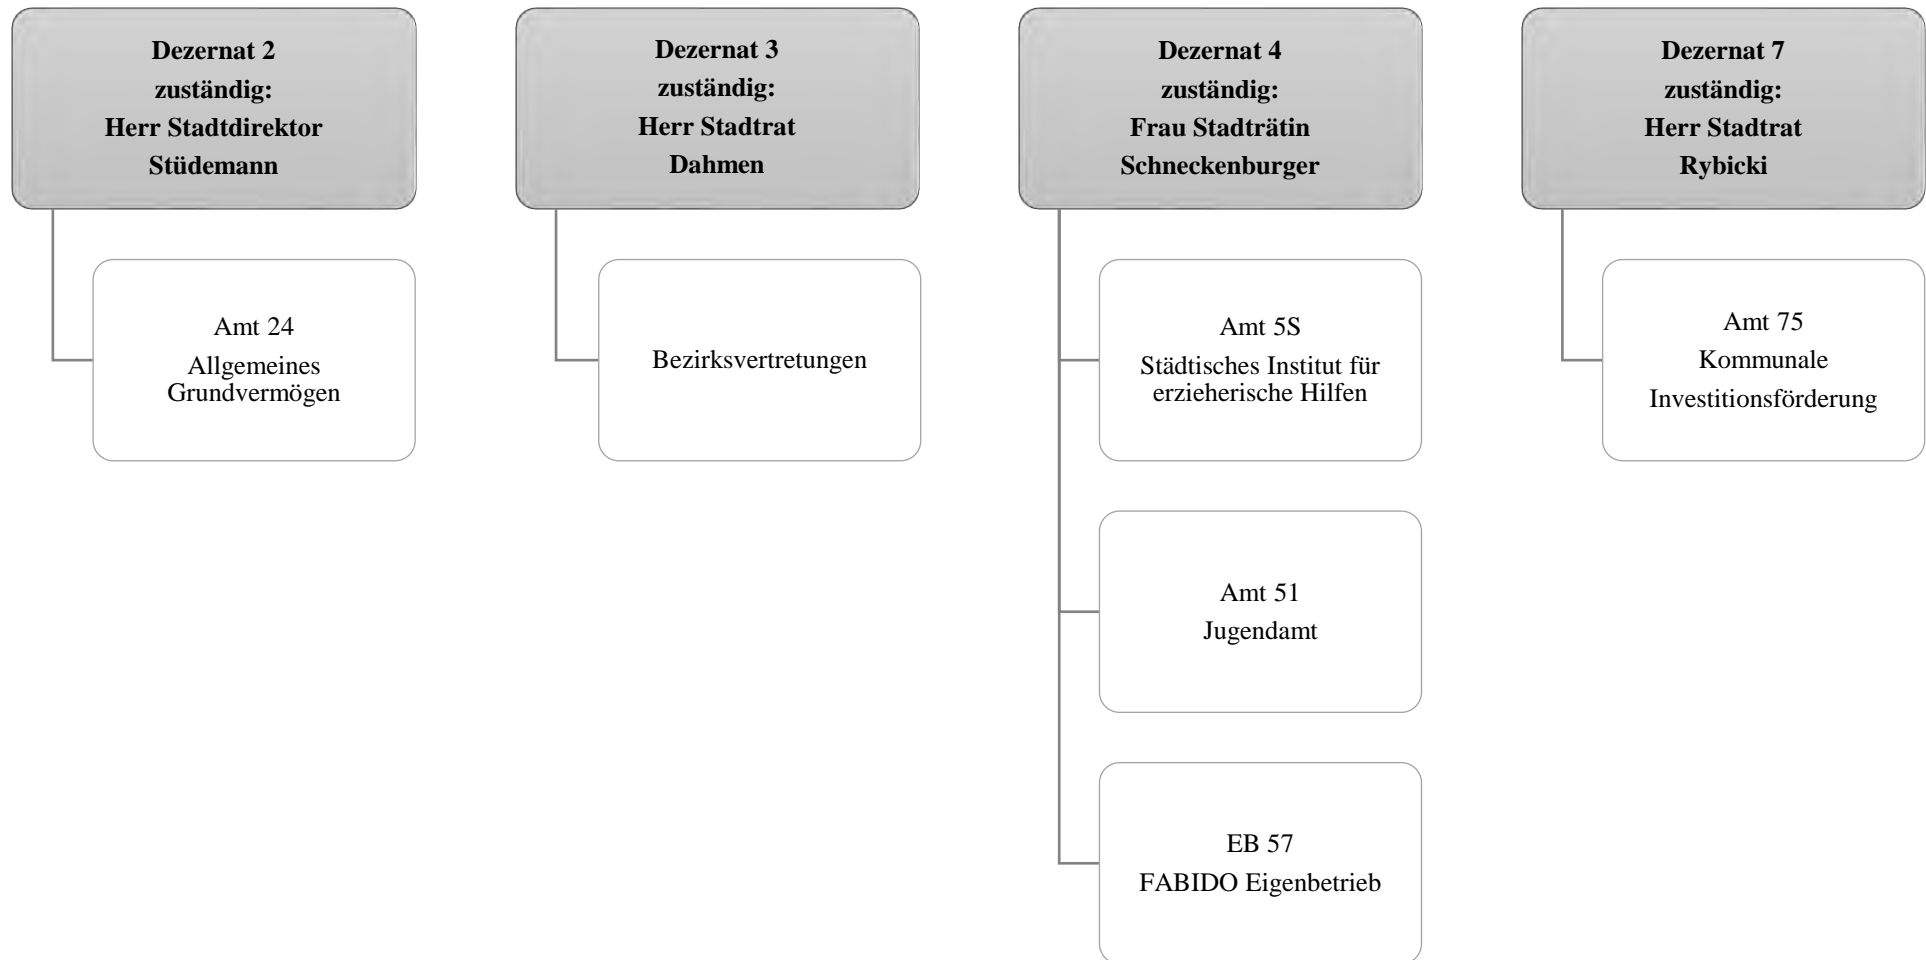 Dezernat 2
zuständig:
Herr Stadtdirektor
Stüdemann
Amt 24
Allgemeines
Grundvermögen
Dezernat 3
zuständig:
Herr Stadtrat
Dahmen
Bezirksvertretungen
Dezernat 4
zuständig:
Frau Stadträtin
Schneckenburger
Amt 5S
Städtisches Institut für
erzieherische Hilfen
Amt 51
Jugendamt
EB 57
FABIDO Eigenbetrieb
Dezernat 7
zuständig:
Herr Stadtrat
Rybicki
Amt 75
Kommunale
Investitionsförderung